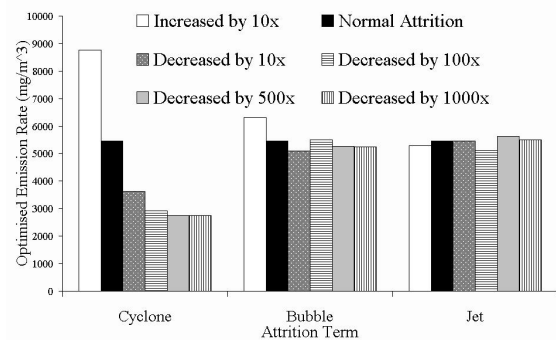 Optimised Emission Rate (mg/m^3)
10000
9000
8000
7000
6000
5000
4000
3000
2000
1000
0
Increased by 10x
Normal Attrition
Decreased by 10x
Decreased by 100x
Decreased by 500x
Decreased by 1000x
Cyclone
Bubble
Jet
Attrition Term